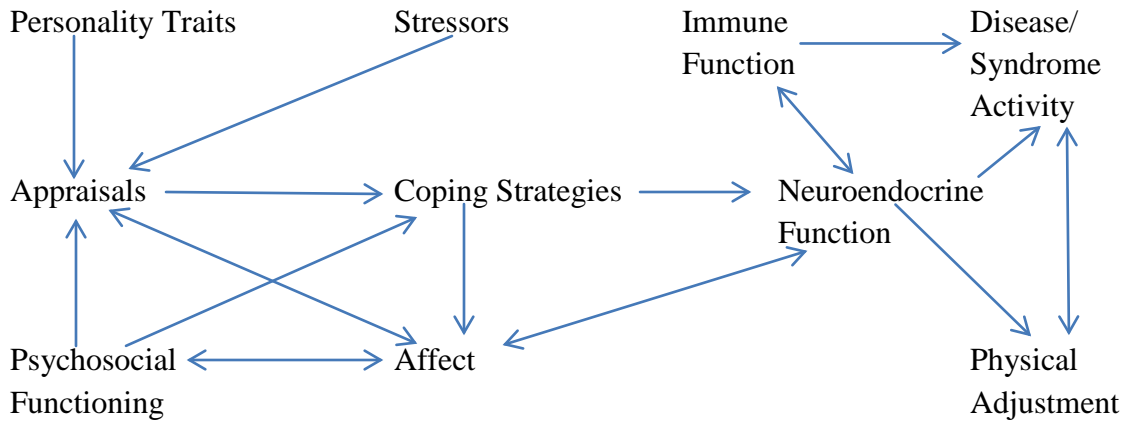 Personality Traits
Stressors
Immune
Function
Disease/
Syndrome
Activity
Appraisals
Coping Strategies
Neuroendocrine
Function
Psychosocial
Functioning
Affect
Physical
Adjustment